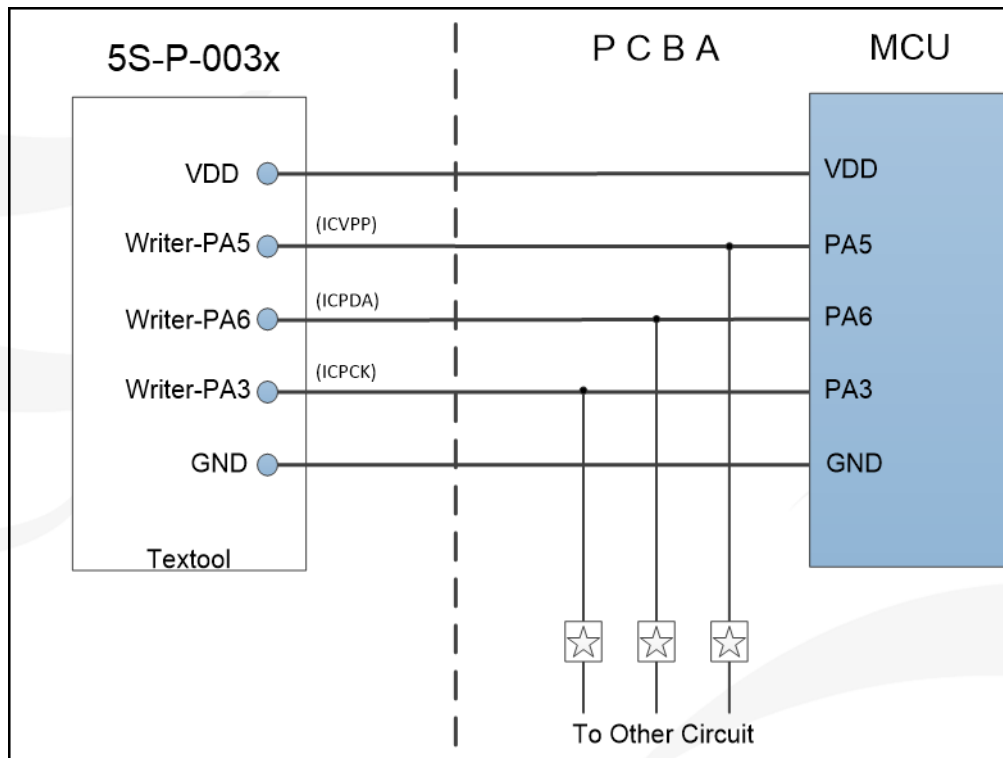 5S-P-003x
P C B A
MCU
VDD
VDD
Writer-PA5
(ICVPP)
PA5
Writer-PA6
(ICPDA)
PA6
Writer-PA3
(ICPCK)
PA3
GND
GND
Textool
To Other Circuit